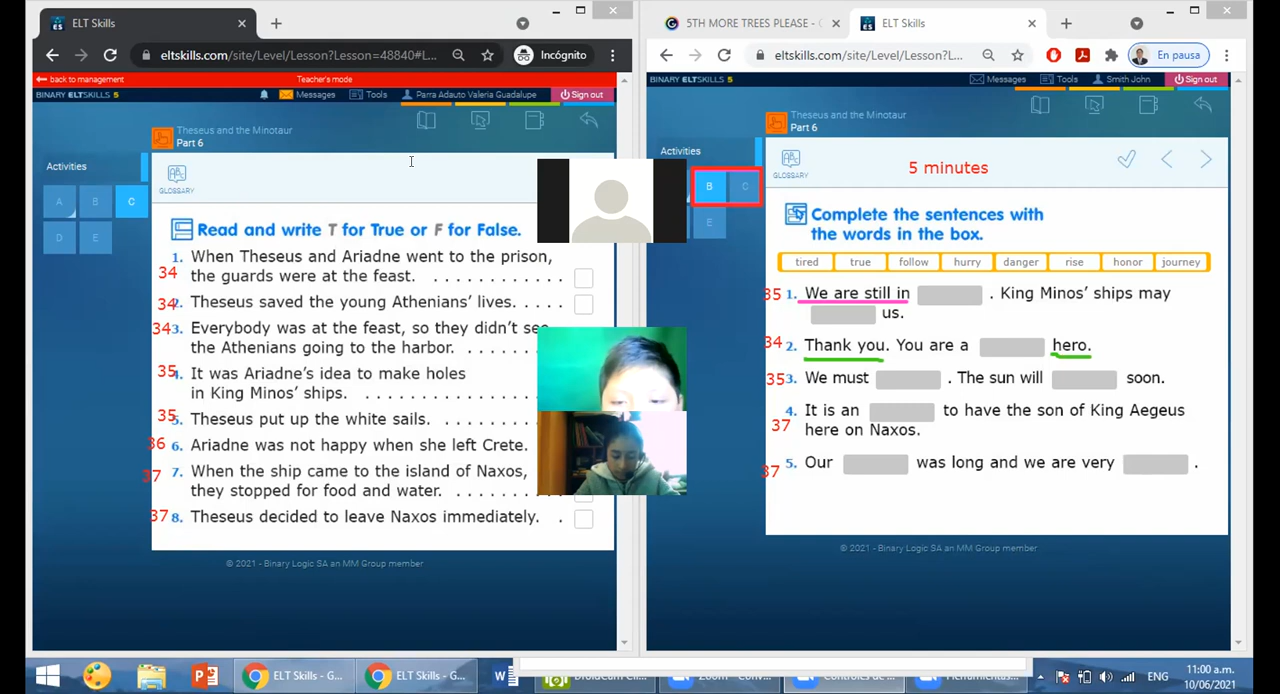 ELT Skills
eltskills.com/site/Level/Lesson?Lesson=48840#L...
Incógnito
back to management
Teacher's mode
BINARY ELTSKILLS 5
Messages
Tools
Parra Adauto Valeria Guadalupe
Sign out
Theseus and the Minotaur
Part 6
Activities
A
B
C
D
E
GLOSSARY
Read and write T for True or F for False.
34 1. When Theseus and Ariadne went to the prison,
the guards were at the feast. . . . . . . . . . . . .
34 2. Theseus saved the young Athenians' lives. . . . .
34 3. Everybody was at the feast, so they didn't see
the Athenians going to the harbor. . . . . . . .
35 4. It was Ariadne's idea to make holes
in King Minos' ships. . . . . . . . . . . . . . . .
35 5. Theseus put up the white sails. . . . . . . . .
36 6. Ariadne was not happy when she left Crete.
37 7. When the ship came to the island of Naxos,
they stopped for food and water. . . . . . . . .
37 8. Theseus decided to leave Naxos immediately. .
© 2021 - Binary Logic SA an MM Group member
5TH MORE TREES PLEASE -
ELT Skills
eltskills.com/site/Level/Lesson?L...
En pausa
BINARY ELTSKILLS 5
Messages
Tools
Smith John
Sign out
Theseus and the Minotaur
Part 6
Activities
B
C
E
GLOSSARY
5 minutes
Complete the sentences with
the words in the box.
tired true follow hurry danger rise honor journey
35 1. We are still in . King Minos' ships may
us.
34 2. Thank you. You are a hero.
35 3. We must . The sun will soon.
37 4. It is an to have the son of King Aegeus
here on Naxos.
37 5. Our was long and we are very .
© 2021 - Binary Logic SA an MM Group member
ELT Skills - G...
ELT Skills - G...
ENG
11:00 a.m.
10/06/2021